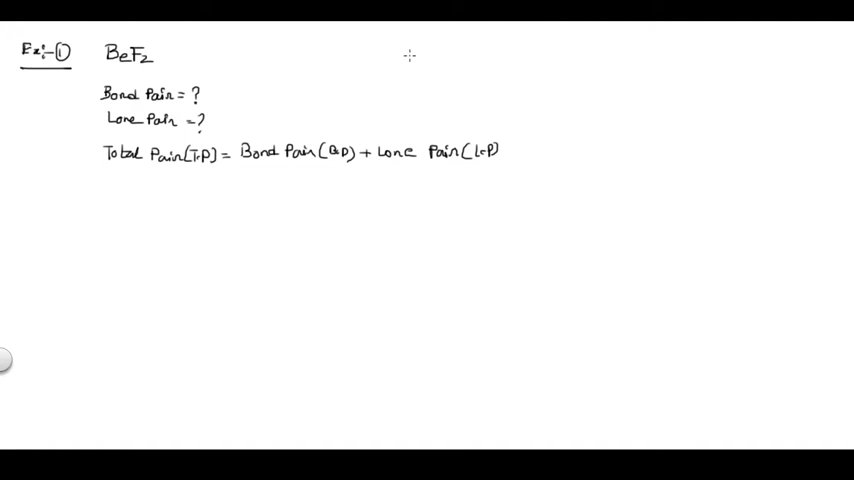 Ex:-① BeF2
Bond Pair = ?
Lone Pair = ?
Total Pair(T.P) = Bond Pair(B.P) + Lone Pair(L.P)